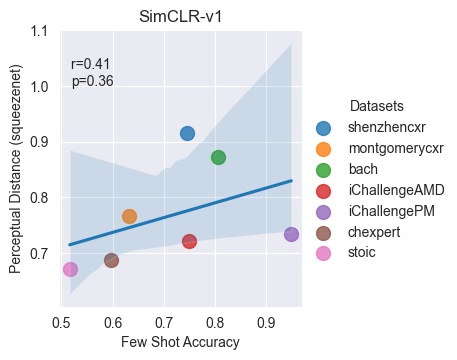 SimCLR-v1
r=0.41
p=0.36
Perceptual Distance (squeezenet)
1.1
1.0
0.9
0.8
0.7
0.5 0.6 0.7 0.8 0.9
Few Shot Accuracy
Datasets
shenzhencxr
montgomerycxr
bach
iChallengeAMD
iChallengePM
chexpert
stoic